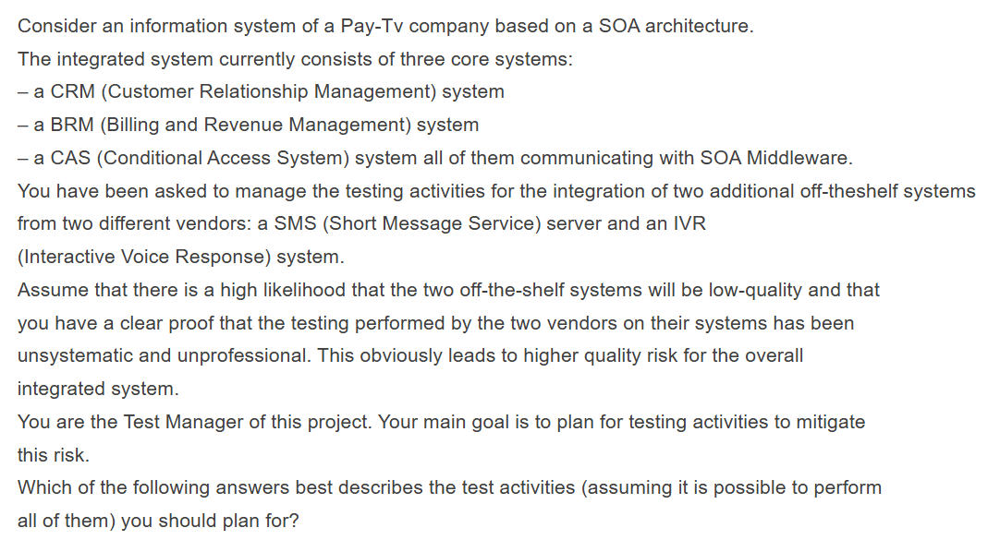 Consider an information system of a Pay-Tv company based on a SOA architecture.
The integrated system currently consists of three core systems:
– a CRM (Customer Relationship Management) system
– a BRM (Billing and Revenue Management) system
– a CAS (Conditional Access System) system all of them communicating with SOA Middleware.
You have been asked to manage the testing activities for the integration of two additional off-theshelf systems
from two different vendors: a SMS (Short Message Service) server and an IVR
(Interactive Voice Response) system.
Assume that there is a high likelihood that the two off-the-shelf systems will be low-quality and that
you have a clear proof that the testing performed by the two vendors on their systems has been
unsystematic and unprofessional. This obviously leads to higher quality risk for the overall
integrated system.
You are the Test Manager of this project. Your main goal is to plan for testing activities to mitigate
this risk.
Which of the following answers best describes the test activities (assuming it is possible to perform
all of them) you should plan for?